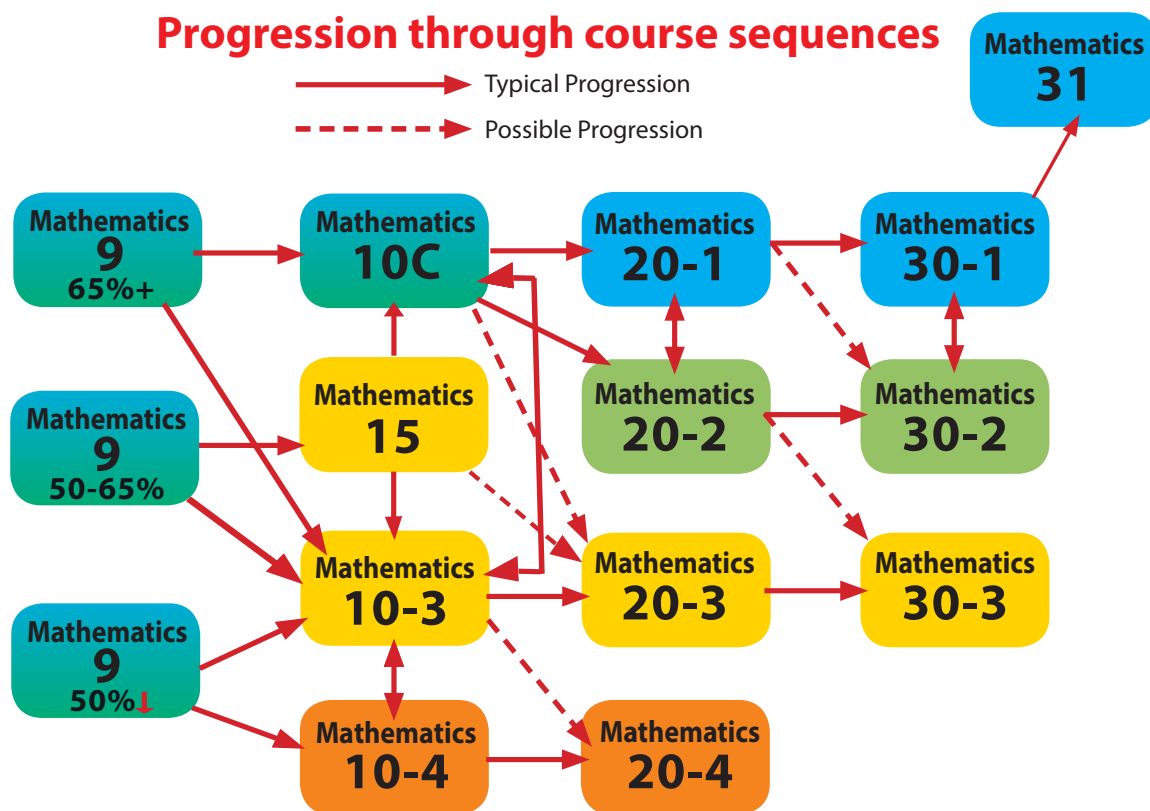 Progression through course sequences
Typical Progression
Possible Progression
Mathematics
31
Mathematics
9
65%+
Mathematics
10C
Mathematics
20-1
Mathematics
30-1
Mathematics
9
50-65%
Mathematics
15
Mathematics
20-2
Mathematics
30-2
Mathematics
9
50%
Mathematics
10-3
Mathematics
20-3
Mathematics
30-3
Mathematics
10-4
Mathematics
20-4